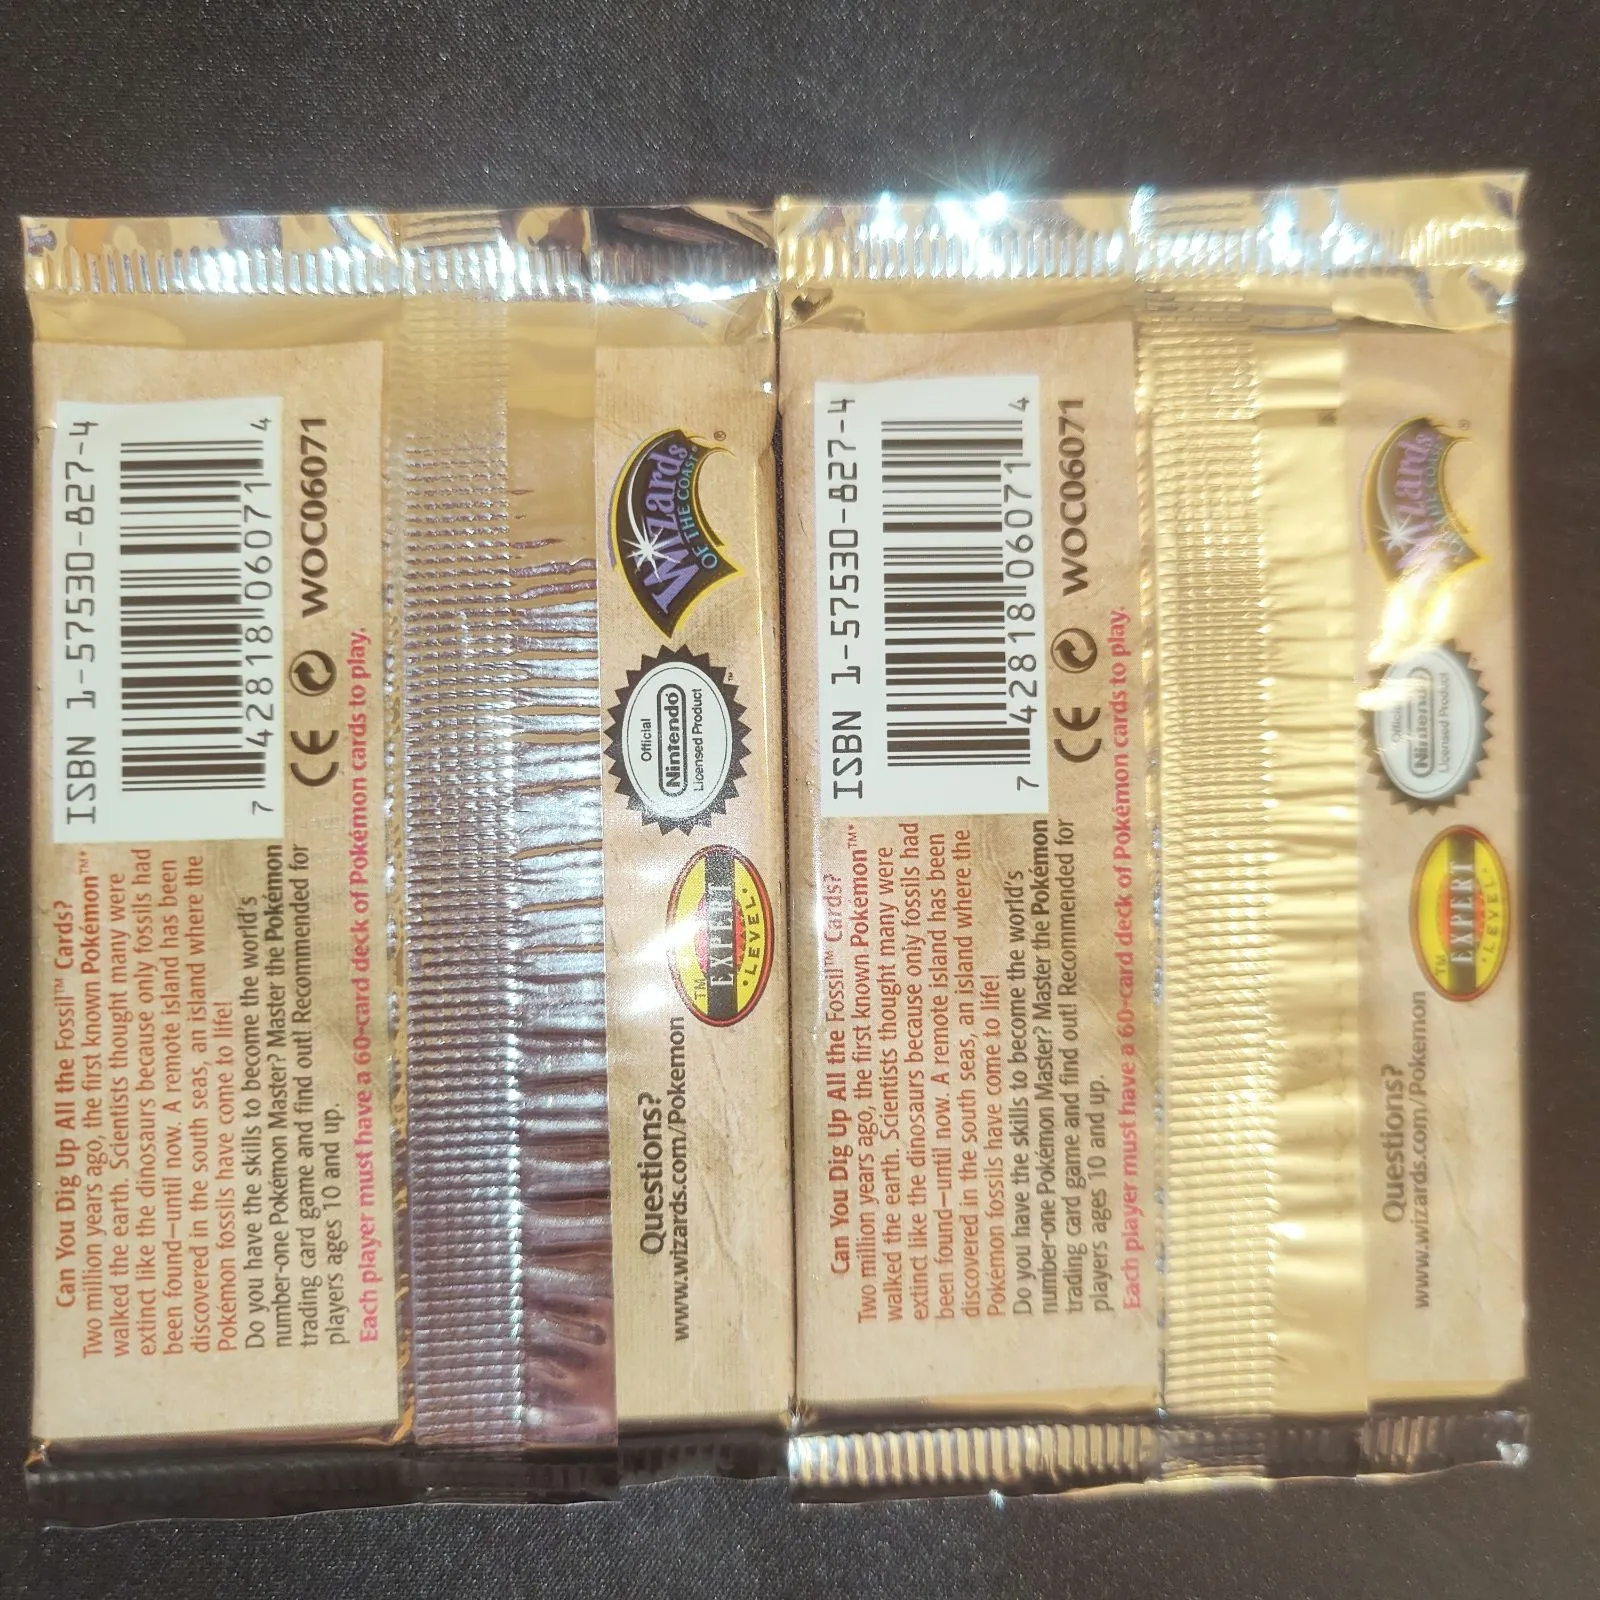 ISBN 1-57530-827-4
7 42818 06071 4
CE WOC06071
Can You Dig Up All the Fossil™ Cards?
Two million years ago, the first known Pokémon™* 
walked the earth. Scientists thought many were
extinct like the dinosaurs because only fossils had
been found—until now. A remote island has been
discovered in the south seas, an island where the
Pokémon fossils have come to life!
Do you have the skills to become the world's
number-one Pokémon Master? Master the Pokémon
trading card game and find out! Recommended for
players ages 10 and up.
Each player must have a 60-card deck of Pokémon cards to play.
Wizards
OF THE COAST®
Official
Nintendo
Licensed Product
™
TM
EXPERT
LEVEL
Questions?
www.wizards.com/Pokemon
ISBN 1-57530-827-4
7 42818 06071 4
CE WOC06071
Can You Dig Up All the Fossil™ Cards?
Two million years ago, the first known Pokémon™*
walked the earth. Scientists thought many were
extinct like the dinosaurs because only fossils had
been found—until now. A remote island has been
discovered in the south seas, an island where the
Pokémon fossils have come to life!
Do you have the skills to become the world's
number-one Pokémon Master? Master the Pokémon
trading card game and find out! Recommended for
players ages 10 and up.
Each player must have a 60-card deck of Pokémon cards to play.
Wizards
THE COAST
®
Official
Nintendo
Licensed Product
TM
EXPERT
LEVEL
Questions?
www.wizards.com/Pokemon